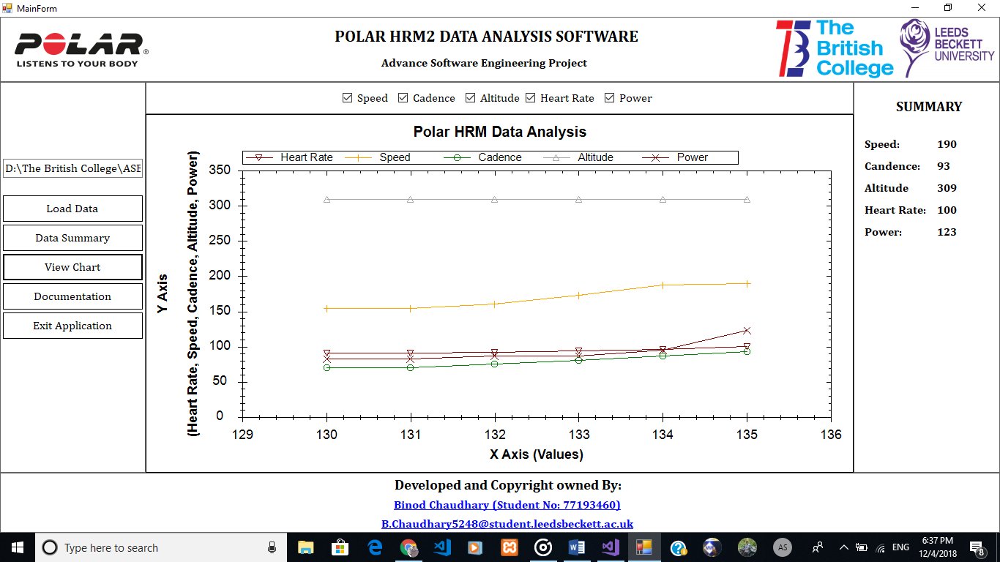 MainForm
POLAR®
LISTENS TO YOUR BODY
POLAR HRM2 DATA ANALYSIS SOFTWARE
Advance Software Engineering Project
The
British
College
LEEDS
BECKETT
UNIVERSITY
D:\The British College\ASE
Load Data
Data Summary
View Chart
Documentation
Exit Application
Speed Cadence Altitude Heart Rate Power
Polar HRM Data Analysis
Heart Rate Speed Cadence Altitude Power
Y Axis
(Heart Rate, Speed, Cadence, Altitude, Power)
350
300
250
200
150
100
50
0
129 130 131 132 133 134 135 136
X Axis (Values)
SUMMARY
Speed: 190
Candence: 93
Altitude 309
Heart Rate: 100
Power: 123
Developed and Copyright owned By:
Binod Chaudhary (Student No: 77193460)
B.Chaudhary5248@student.leedsbeckett.ac.uk
Type here to search
AS
ENG
6:37 PM
12/4/2018
8